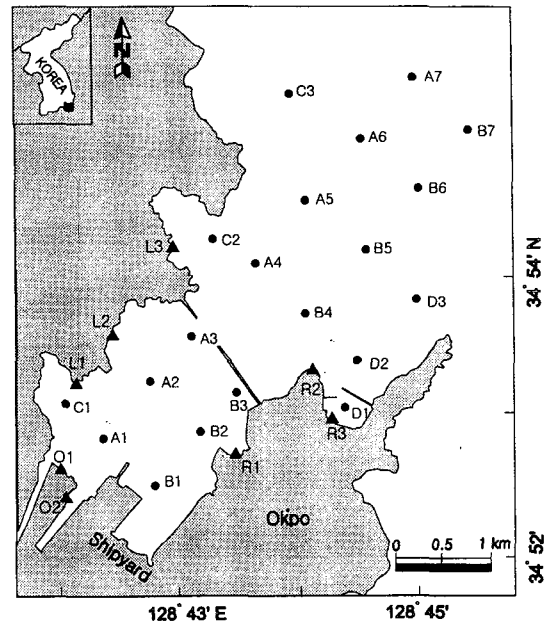 N
KOREA
A7
C3
B7
A6
B6
A5
C2
L3
B5
A4
34° 54' N
D3
B4
L2
A3
D2
L1
R2
A2
B3
D1
C1
R3
B2
A1
R1
O1
B1
O2
Okpo
Shipyard
0 0.5 1 km
34° 52'
128° 43' E
128° 45'